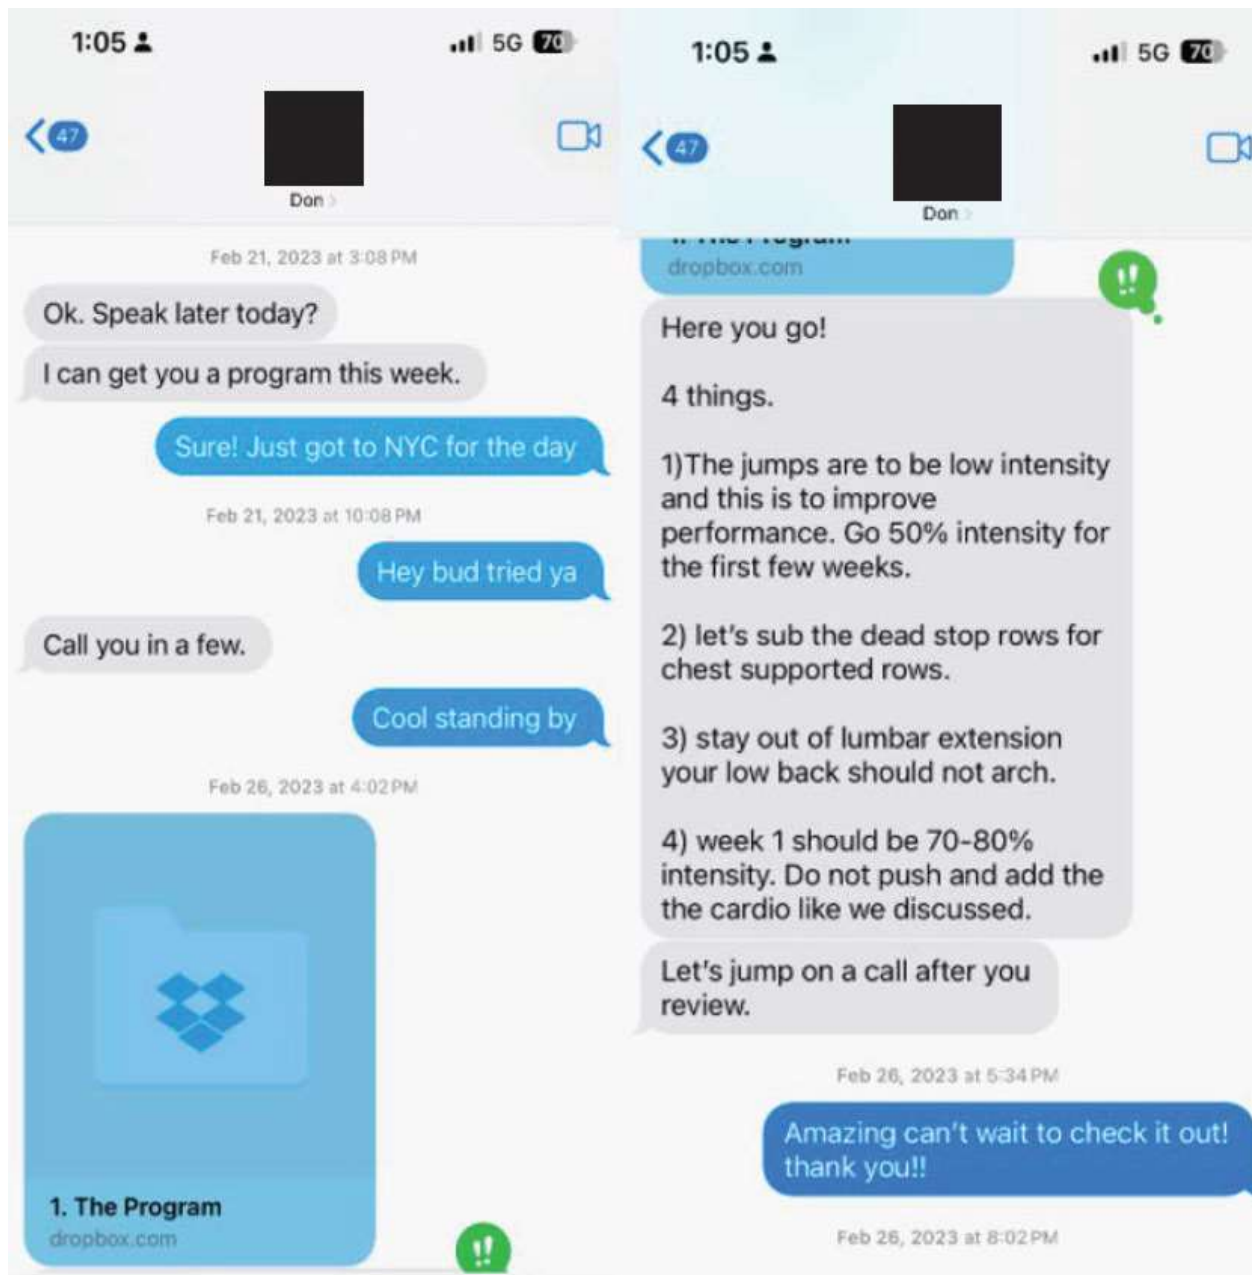 1:05
5G 70
47
Don
Feb 21, 2023 at 3:08 PM
Ok. Speak later today?
I can get you a program this week.
Sure! Just got to NYC for the day
Feb 21, 2023 at 10:08 PM
Hey bud tried ya
Call you in a few.
Cool standing by
Feb 26, 2023 at 4:02 PM
1. The Program
dropbox.com
!!
1:05
5G 70
47
Don
1. The Program
dropbox.com
!!
Here you go!
4 things.
1)The jumps are to be low intensity
and this is to improve
performance. Go 50% intensity for
the first few weeks.
2) let's sub the dead stop rows for
chest supported rows.
3) stay out of lumbar extension
your low back should not arch.
4) week 1 should be 70-80%
intensity. Do not push and add the
the cardio like we discussed.
Let's jump on a call after you
review.
Feb 26, 2023 at 5:34 PM
Amazing can't wait to check it out!
thank you!!
Feb 26, 2023 at 8:02 PM